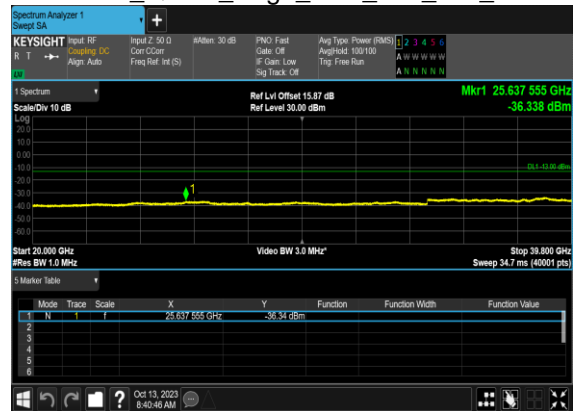 Spectrum Analyzer 1
Swept SA
KEYSIGHT
R T
LU
Input: RF
Coupling: DC
Align: Auto
Input Z: 50 Ω
Corr CCorr
Freq Ref: Int (S)
#Atten: 30 dB
PNO: Fast
Gate: Off
IF Gain: Low
Sig Track: Off
Avg Type: Power (RMS)
Avg|Hold: 100/100
Trig: Free Run
1 2 3 4 5 6
A W W W W W
A N N N N N
1 Spectrum
Scale/Div 10 dB
Ref Lvl Offset 15.87 dB
Ref Level 30.00 dBm
Mkr1 25.637 555 GHz
-36.338 dBm
Log
20.0
10.0
0.00
-10.0
-20.0
-30.0
-40.0
-50.0
-60.0
DL1 -13.00 dBm
1
Start 20.000 GHz
#Res BW 1.0 MHz
Video BW 3.0 MHz*
Stop 39.800 GHz
Sweep 34.7 ms (40001 pts)
5 Marker Table
Mode Trace Scale X Y Function Function Width Function Value
1 N 1 f 25.637 555 GHz -36.34 dBm
2
3
4
5
6
Oct 13, 2023
8:40:46 AM